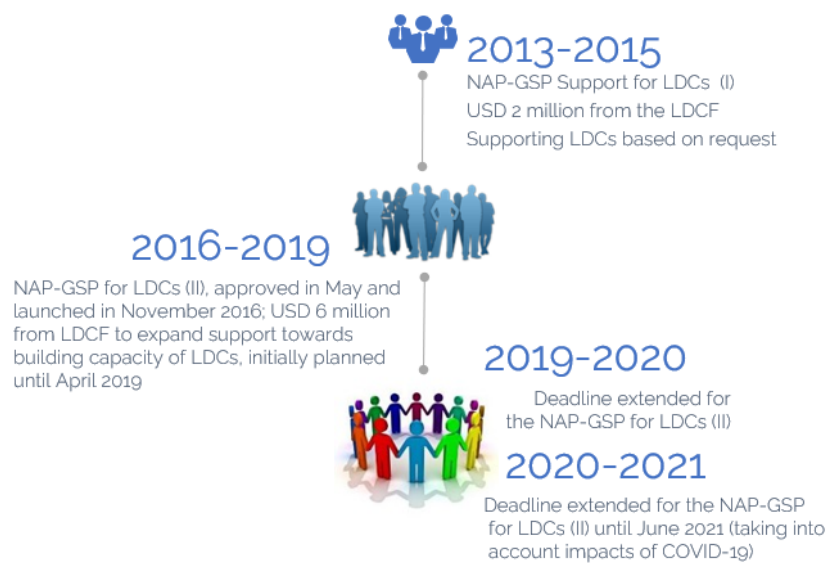 2013-2015
NAP-GSP Support for LDCs (I)
USD 2 million from the LDCF
Supporting LDCs based on request
2016-2019
NAP-GSP for LDCs (II), approved in May and
launched in November 2016; USD 6 million
from LDCF to expand support towards
building capacity of LDCs, initially planned
until April 2019
2019-2020
Deadline extended for
the NAP-GSP for LDCs (II)
2020-2021
Deadline extended for the NAP-GSP
for LDCs (II) until June 2021 (taking into
account impacts of COVID-19)